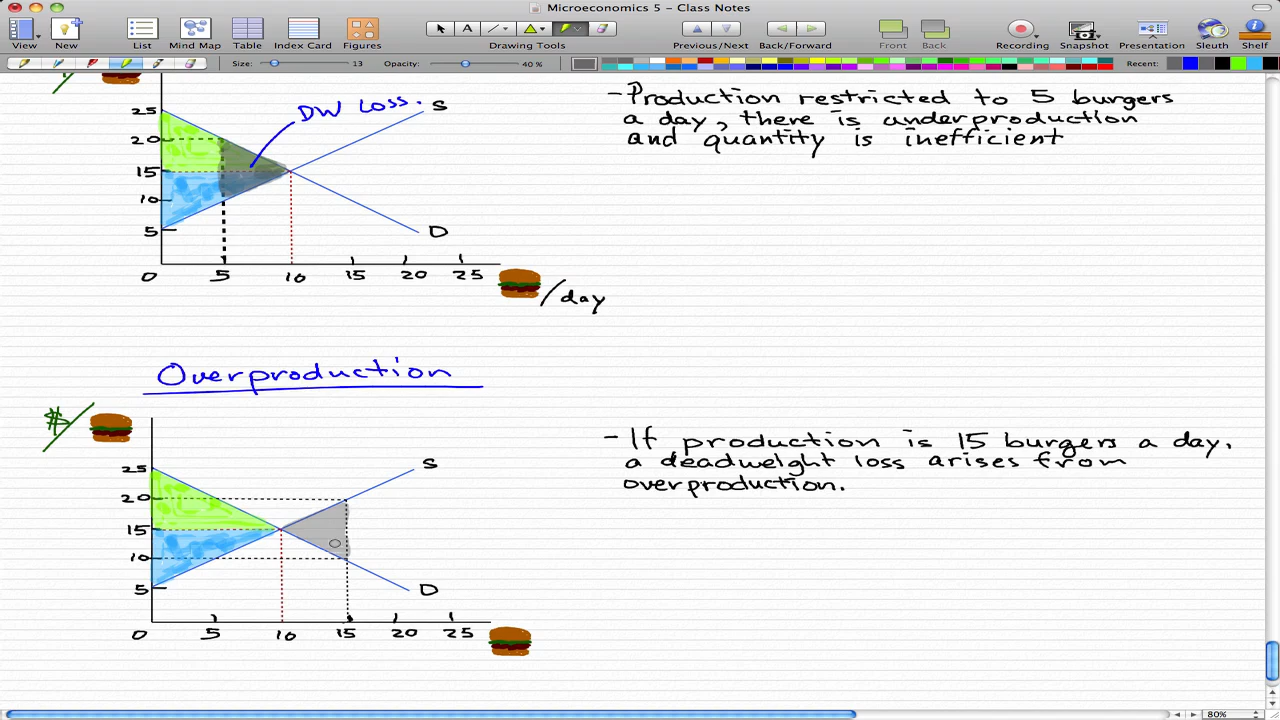 Microeconomics 5 - Class Notes
View New List Mind Map Table Index Card Figures Drawing Tools Previous/Next Back/Forward Front Back Recording Snapshot Presentation Sleuth Shelf
Size: 13 Opacity: 40 % Recent:
25
20
15
10
5
0 5 10 15 20 25
DW Loss.
S
D
/day
-Production restricted to 5 burgers
a day, there is underproduction
and quantity is inefficient
Overproduction
$/
25
20
15
10
5
0 5 10 15 20 25
S
D
-If production is 15 burgers a day,
a deadweight loss arises from
overproduction.
80%